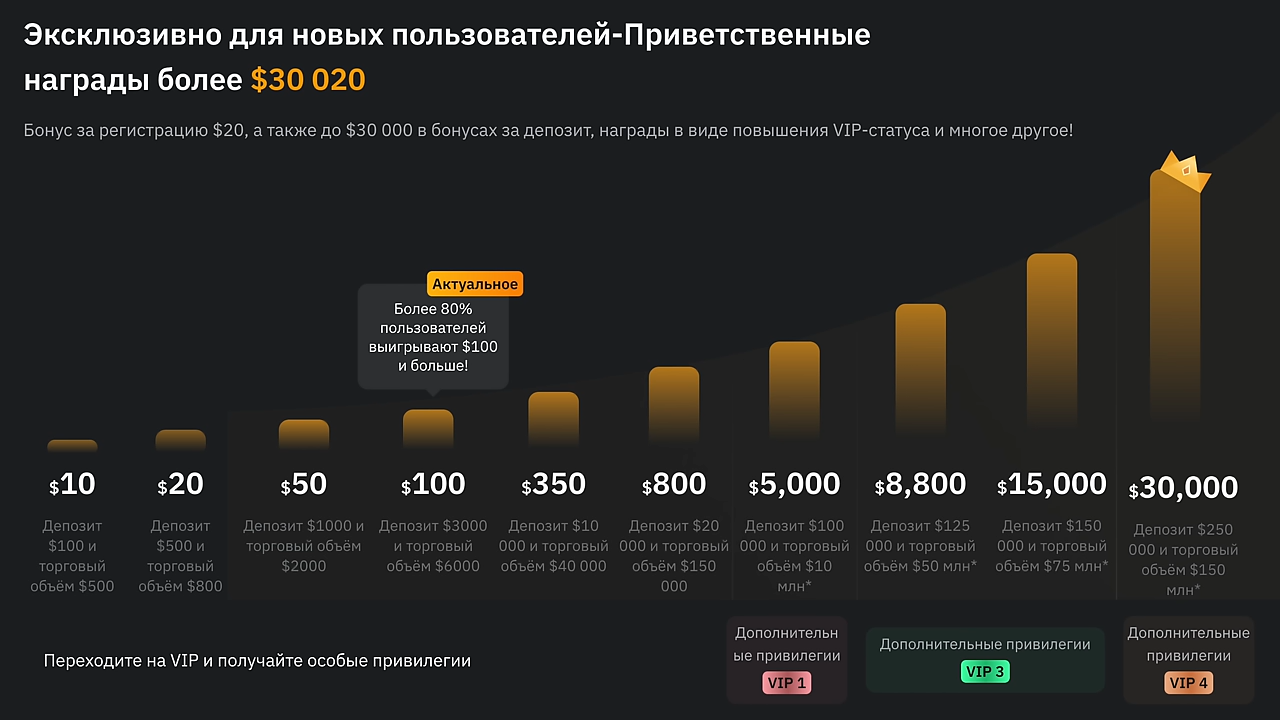 Эксклюзивно для новых пользователей-Приветственные
награды более $30 020
Бонус за регистрацию $20, а также до $30 000 в бонусах за депозит, награды в виде повышения VIP-статуса и многое другое!
Актуальное
Более 80%
пользователей
выигрывают $100
и больше!
$10
Депозит
$100 и
торговый
объём $500
$20
Депозит
$500 и
торговый
объём $800
$50
Депозит $1000 и
торговый объём
$2000
$100
Депозит $3000
и торговый
объём $6000
$350
Депозит $10
000 и торговый
объём $40 000
$800
Депозит $20
000 и торговый
объём $150
000
$5,000
Депозит $100
000 и торговый
объём $10
млн*
$8,800
Депозит $125
000 и торговый
объём $50 млн*
$15,000
Депозит $150
000 и торговый
объём $75 млн*
$30,000
Депозит $250
000 и торговый
объём $150
млн*
Переходите на VIP и получайте особые привилегии
Дополнительн
ые привилегии
VIP 1
Дополнительные привилегии
VIP 3
Дополнительные
привилегии
VIP 4